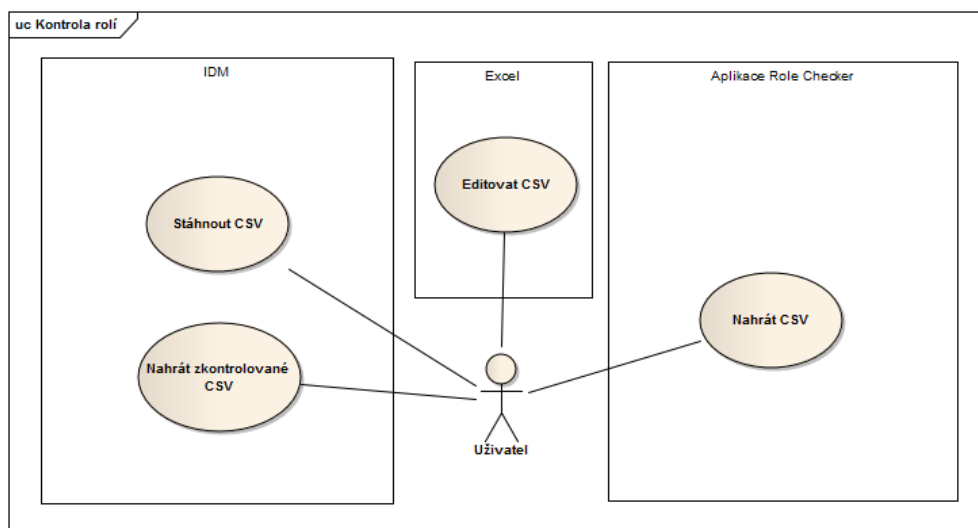 uc Kontrola rolí
IDM
Stáhnout CSV
Nahrát zkontrolované
CSV
Excel
Editovat CSV
Aplikace Role Checker
Nahrát CSV
Uživatel